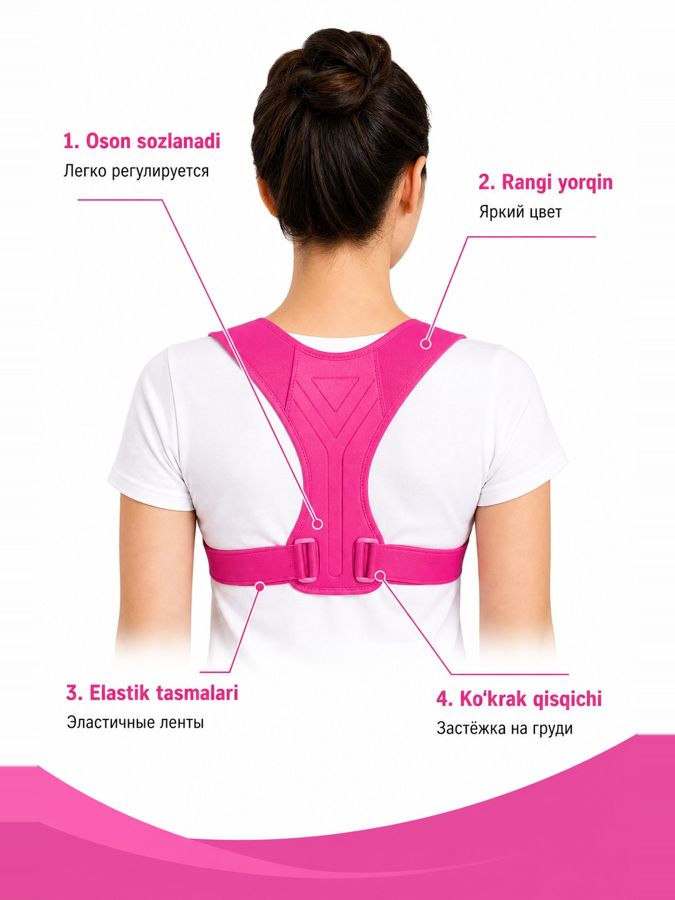 1. Oson sozlanadi
Легко регулируется
2. Rangi yorqin
Яркий цвет
3. Elastik tasmalari
Эластичные ленты
4. Ko‘krak qisqichi
Застёжка на груди